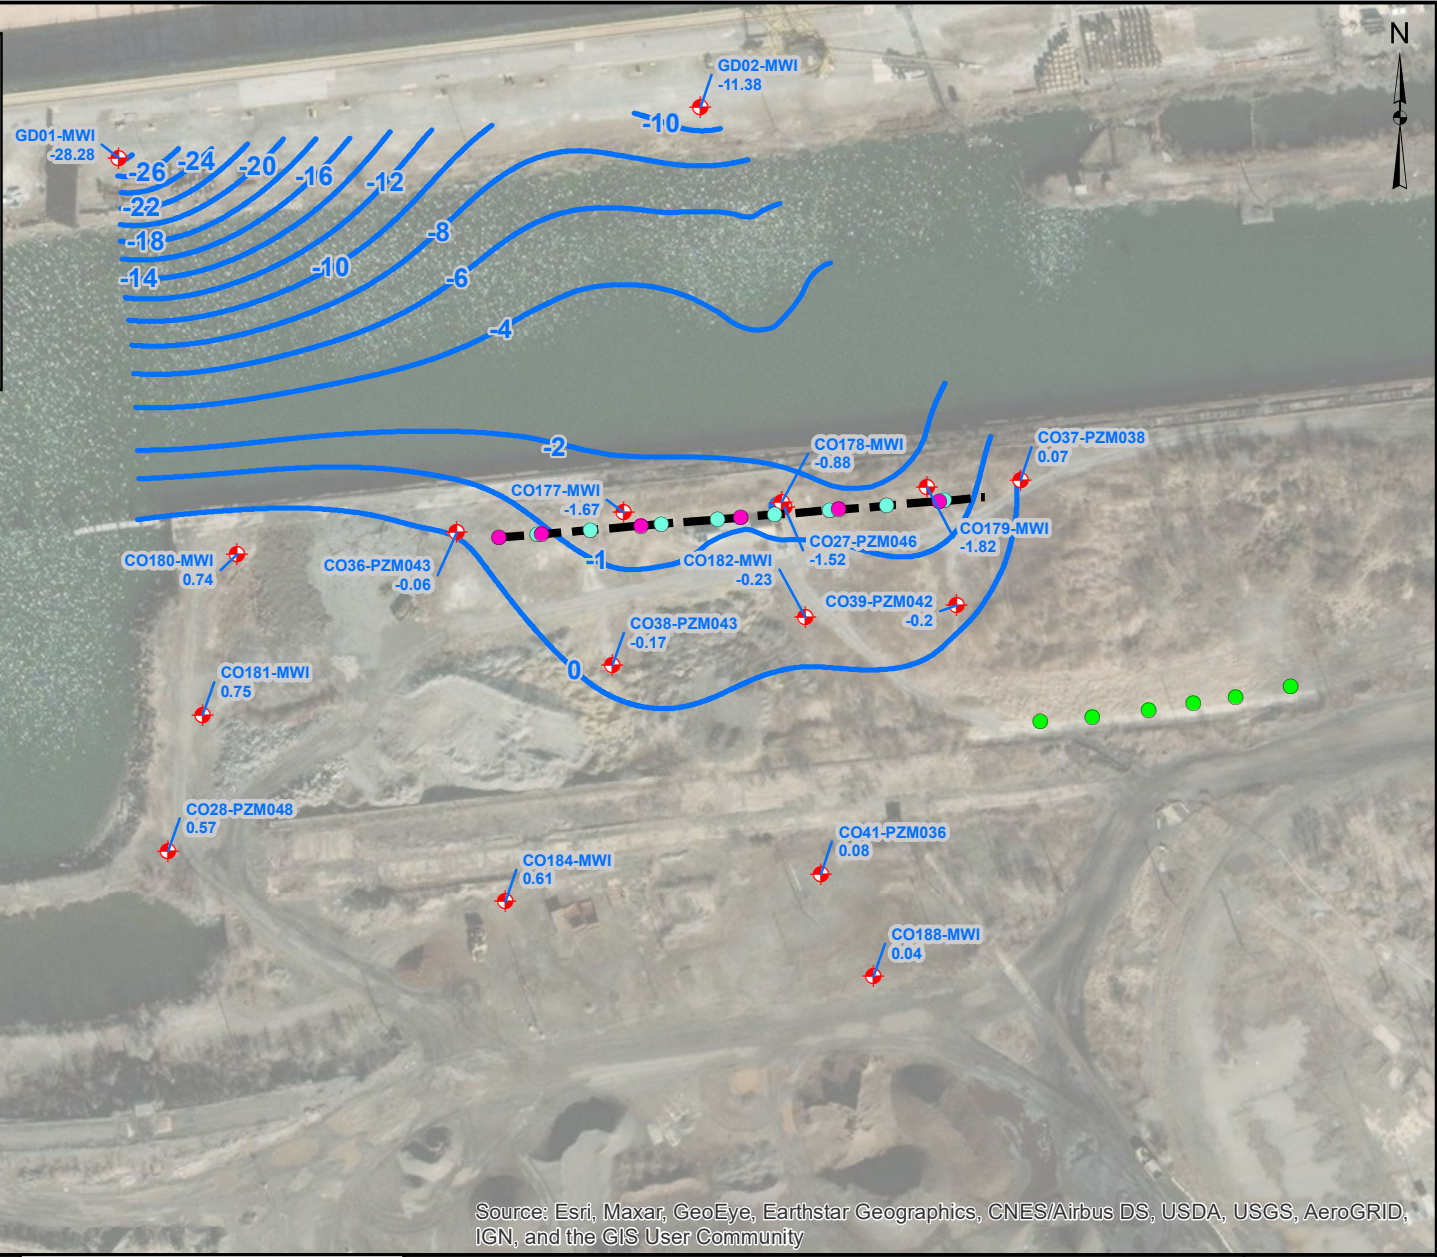 N
GD02-MWI
-11.38
-10
GD01-MWI
-28.28
-26
-24
-20
-16
-12
-22
-18
-14
-10
-8
-6
-4
-2
CO178-MWI
-0.88
CO37-PZM038
0.07
CO177-MWI
-1.67
CO179-MWI
-1.82
CO27-PZM046
-1.52
CO180-MWI
0.74
CO36-PZM043
-0.06
-1
CO182-MWI
-0.23
CO39-PZM042
-0.2
CO38-PZM043
-0.17
0
CO181-MWI
0.75
CO28-PZM048
0.57
CO184-MWI
0.61
CO41-PZM036
0.08
CO188-MWI
0.04
Source: Esri, Maxar, GeoEye, Earthstar Geographics, CNES/Airbus DS, USDA, USGS, AeroGRID,
IGN, and the GIS User Community